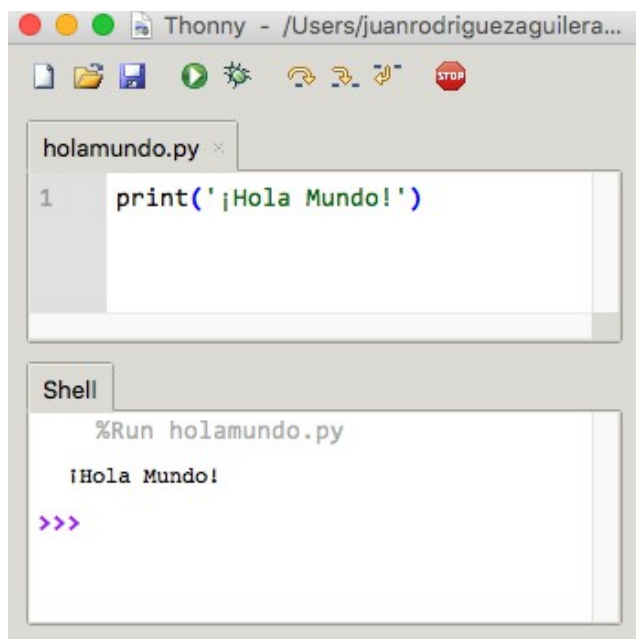 Thonny - /Users/juanrodriguezaguilera...
STOP
holamundo.py ×
1 print('¡Hola Mundo!')
Shell
%Run holamundo.py
¡Hola Mundo!
>>>